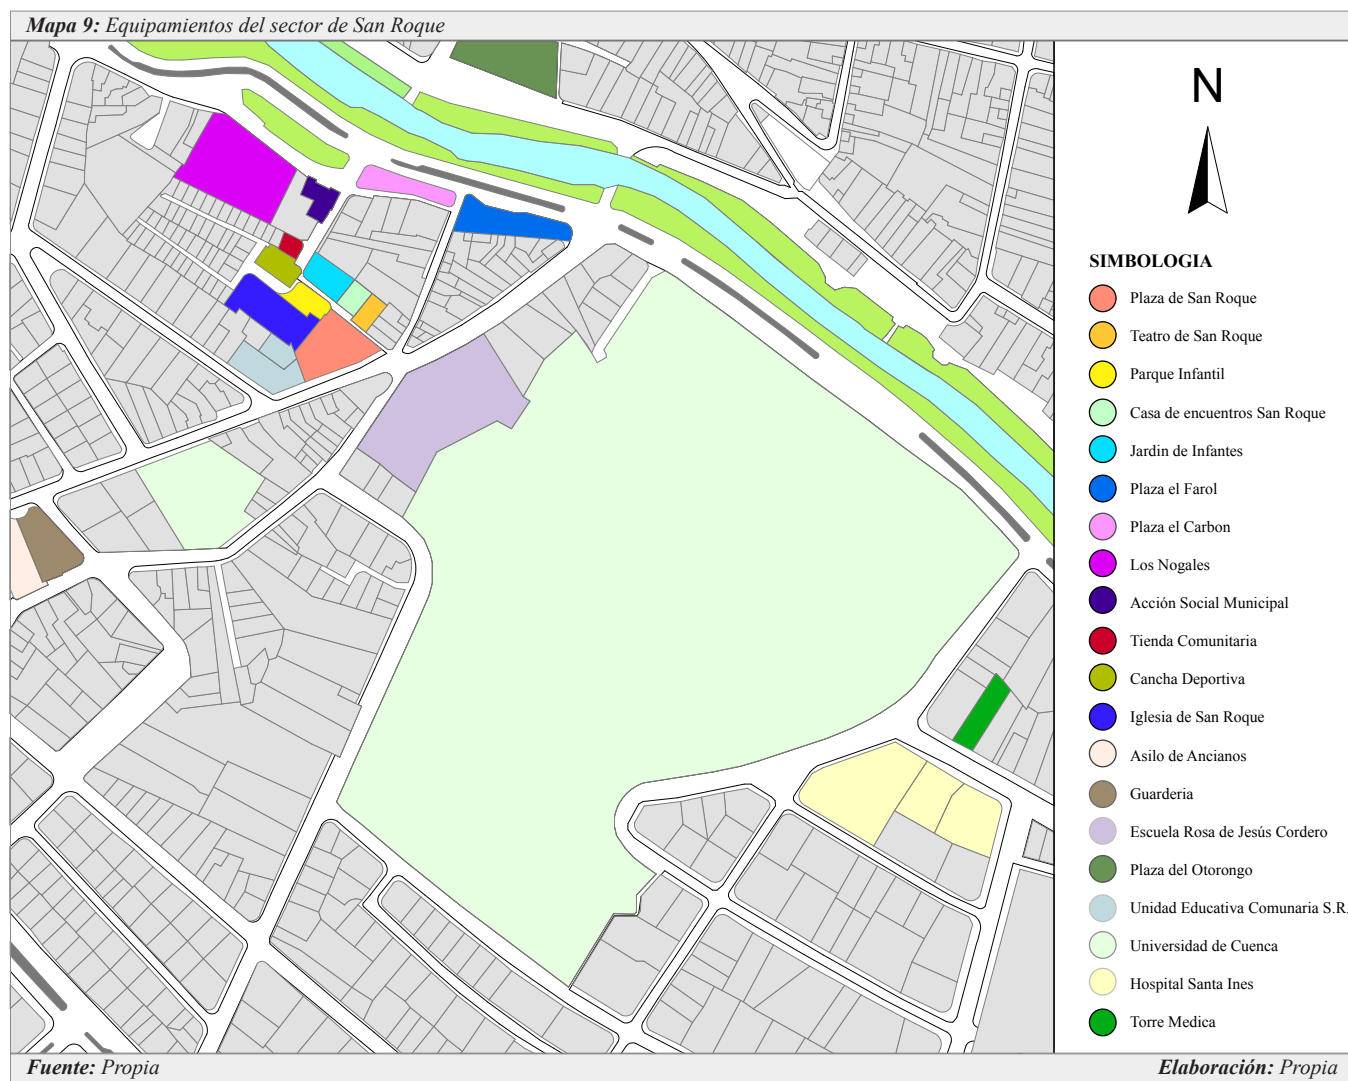 Mapa 9: Equipamientos del sector de San Roque
N
SIMBOLOGIA
Plaza de San Roque
Teatro de San Roque
Parque Infantil
Casa de encuentros San Roque
Jardin de Infantes
Plaza el Farol
Plaza el Carbon
Los Nogales
Acción Social Municipal
Tienda Comunitaria
Cancha Deportiva
Iglesia de San Roque
Asilo de Ancianos
Guarderia
Escuela Rosa de Jesús Cordero
Plaza del Otorongo
Unidad Educativa Comunaria S.R.
Universidad de Cuenca
Hospital Santa Ines
Torre Medica
Fuente: Propia
Elaboración: Propia